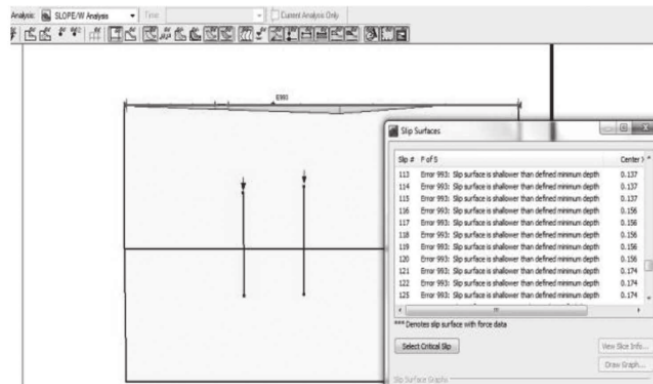 Analysis: SLOPE/W Analysis Time Current Analysis Only
Slip Surfaces
Slip # F of S Center X
113 Error 993: Slip surface is shallower than defined minimum depth 0.137
114 Error 993: Slip surface is shallower than defined minimum depth 0.137
115 Error 993: Slip surface is shallower than defined minimum depth 0.137
116 Error 993: Slip surface is shallower than defined minimum depth 0.156
117 Error 993: Slip surface is shallower than defined minimum depth 0.156
118 Error 993: Slip surface is shallower than defined minimum depth 0.156
119 Error 993: Slip surface is shallower than defined minimum depth 0.156
120 Error 993: Slip surface is shallower than defined minimum depth 0.156
121 Error 993: Slip surface is shallower than defined minimum depth 0.174
122 Error 993: Slip surface is shallower than defined minimum depth 0.174
125 Error 993: Slip surface is shallower than defined minimum depth 0.174
*** Denotes slip surface with force data
Select Critical Slip View Slice Info...
Draw Graph...
Slip Surface Graphs